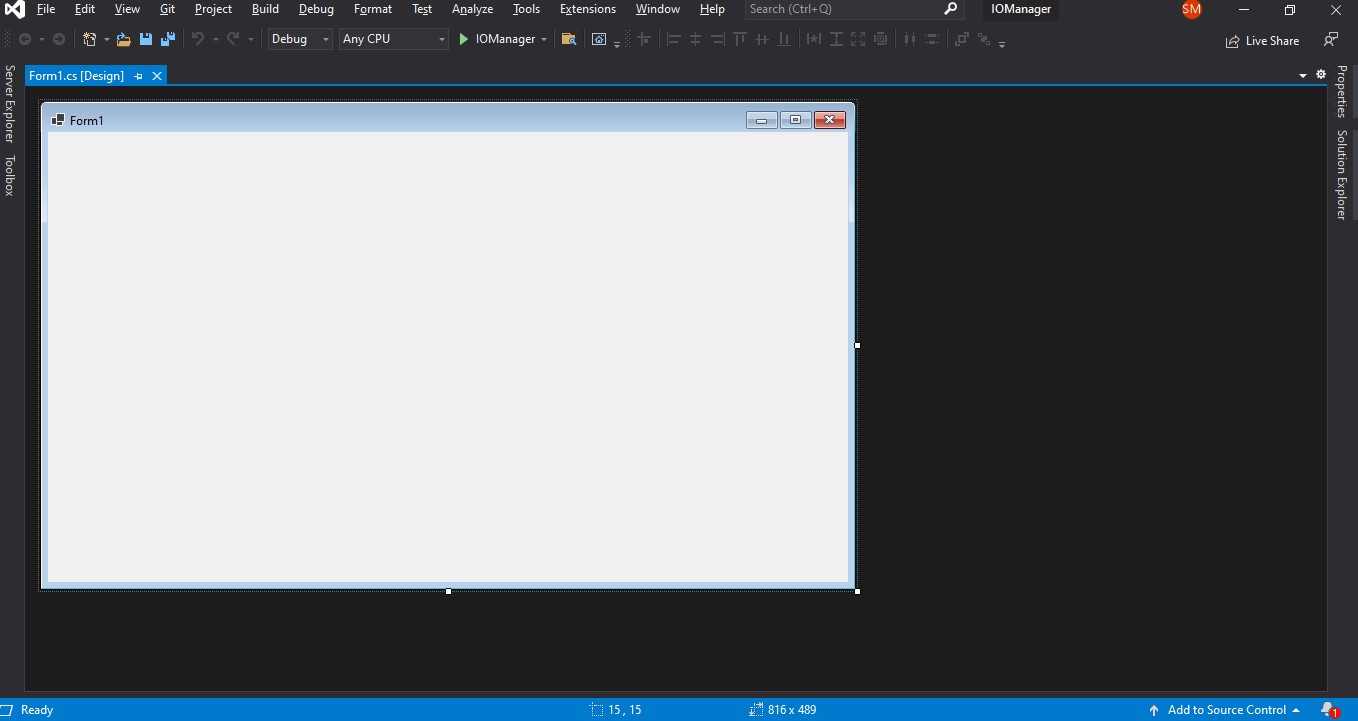 File Edit View Git Project Build Debug Format Test Analyze Tools Extensions Window Help Search (Ctrl+Q) IOManager SM
Debug Any CPU IOManager Live Share
Form1.cs [Design]
Server Explorer
Toolbox
Form1
Properties
Solution Explorer
Ready 15 , 15 816 x 489 Add to Source Control 1